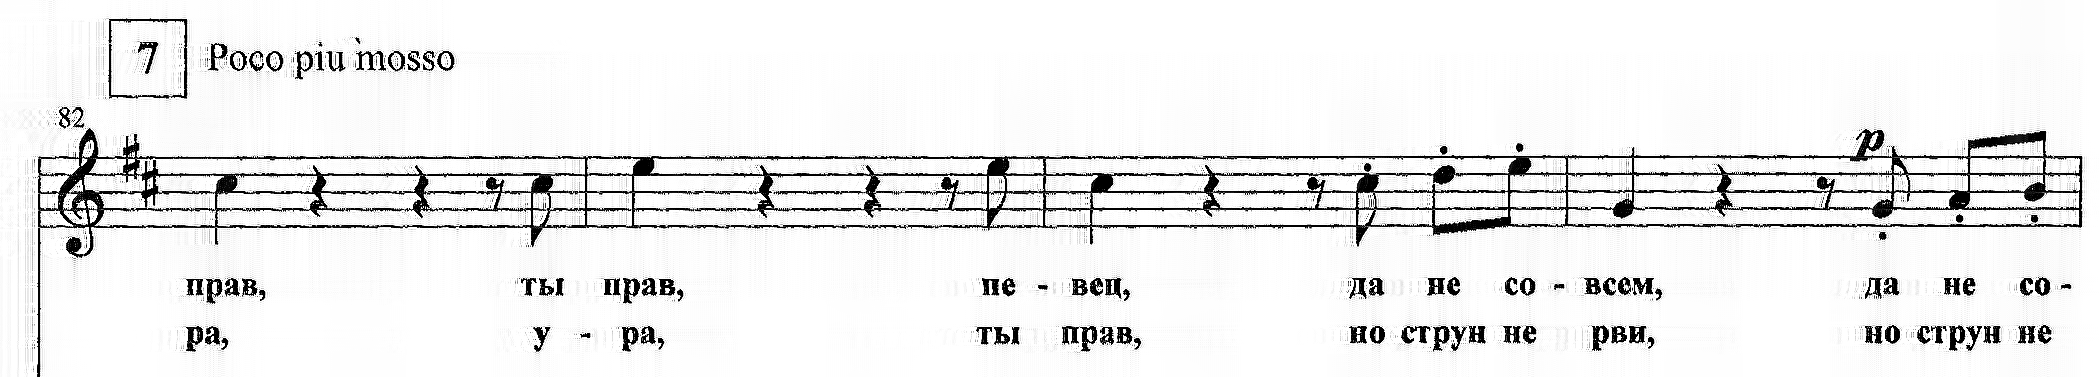 7 Poco piu mosso
82
p
прав, ты прав, пе - вец, да не со - всем, да не со -
ра, у - ра, ты прав, но струн не рви, но струн не